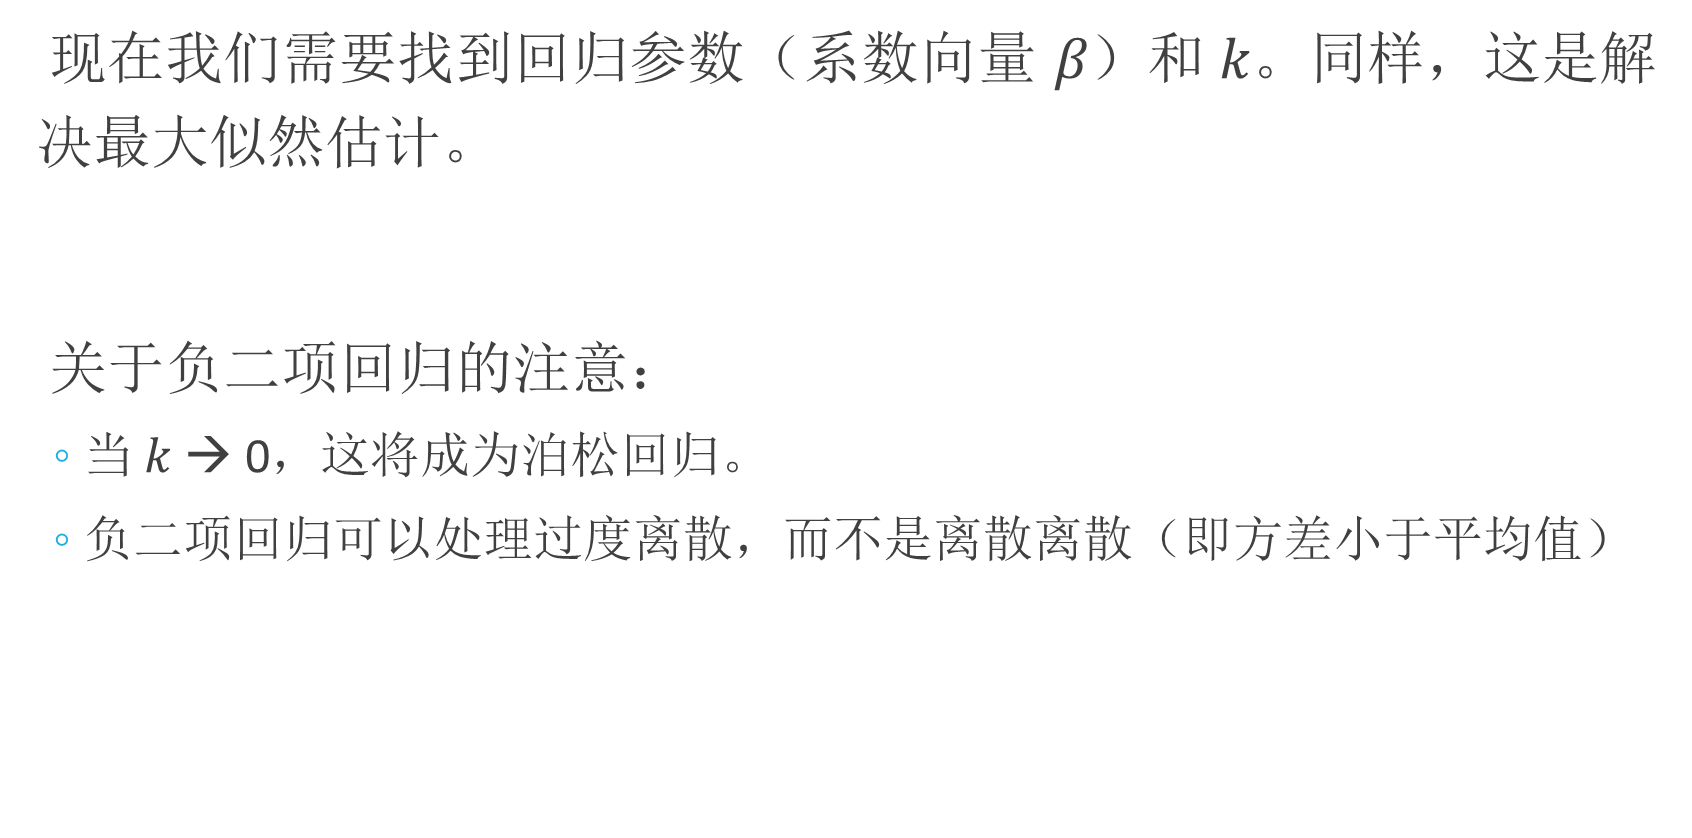 现在我们需要找到回归参数（系数向量 β）和 k。同样，这是解
决最大似然估计。
关于负二项回归的注意：
◦ 当 k → 0，这将成为泊松回归。
◦ 负二项回归可以处理过度离散，而不是离散离散（即方差小于平均值）